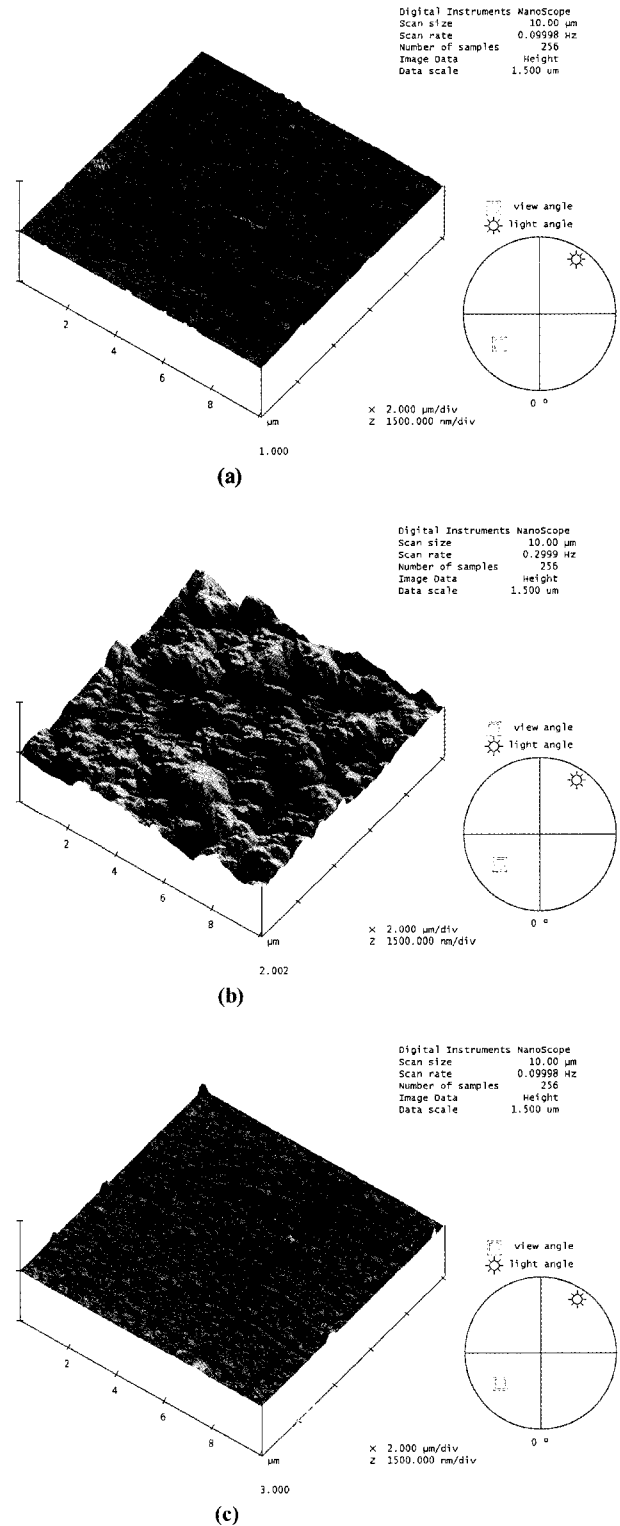 Digital Instruments NanoScope
Scan size 10.00 µm
Scan rate 0.09998 Hz
Number of samples 256
Image Data Height
Data scale 1.500 um
view angle
light angle
2
4
6
8
µm
X 2.000 µm/div
Z 1500.000 nm/div
0 °
1.000
(a)
Digital Instruments NanoScope
Scan size 10.00 µm
Scan rate 0.2999 Hz
Number of samples 256
Image Data Height
Data scale 1.500 um
view angle
light angle
2
4
6
8
µm
X 2.000 µm/div
Z 1500.000 nm/div
0 °
2.002
(b)
Digital Instruments NanoScope
Scan size 10.00 µm
Scan rate 0.09998 Hz
Number of samples 256
Image Data Height
Data scale 1.500 um
view angle
light angle
2
4
6
8
µm
X 2.000 µm/div
Z 1500.000 nm/div
0 °
3.000
(c)